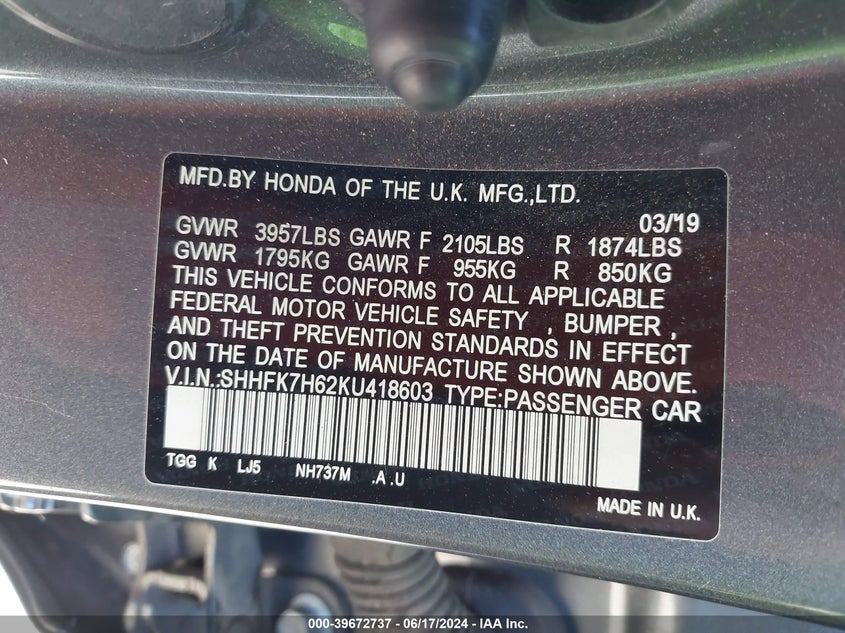 MFD.BY HONDA OF THE U.K. MFG.,LTD.
03/19
GVWR 3957LBS GAWR F 2105LBS R 1874LBS
GVWR 1795KG GAWR F 955KG R 850KG
THIS VEHICLE CONFORMS TO ALL APPLICABLE
FEDERAL MOTOR VEHICLE SAFETY , BUMPER ,
AND THEFT PREVENTION STANDARDS IN EFFECT
ON THE DATE OF MANUFACTURE SHOWN ABOVE.
V.I.N.:SHHFK7H62KU418603 TYPE:PASSENGER CAR
TGG K LJ5 NH737M .A .U
MADE IN U.K.
000-39672737 - 06/17/2024 - IAA Inc.